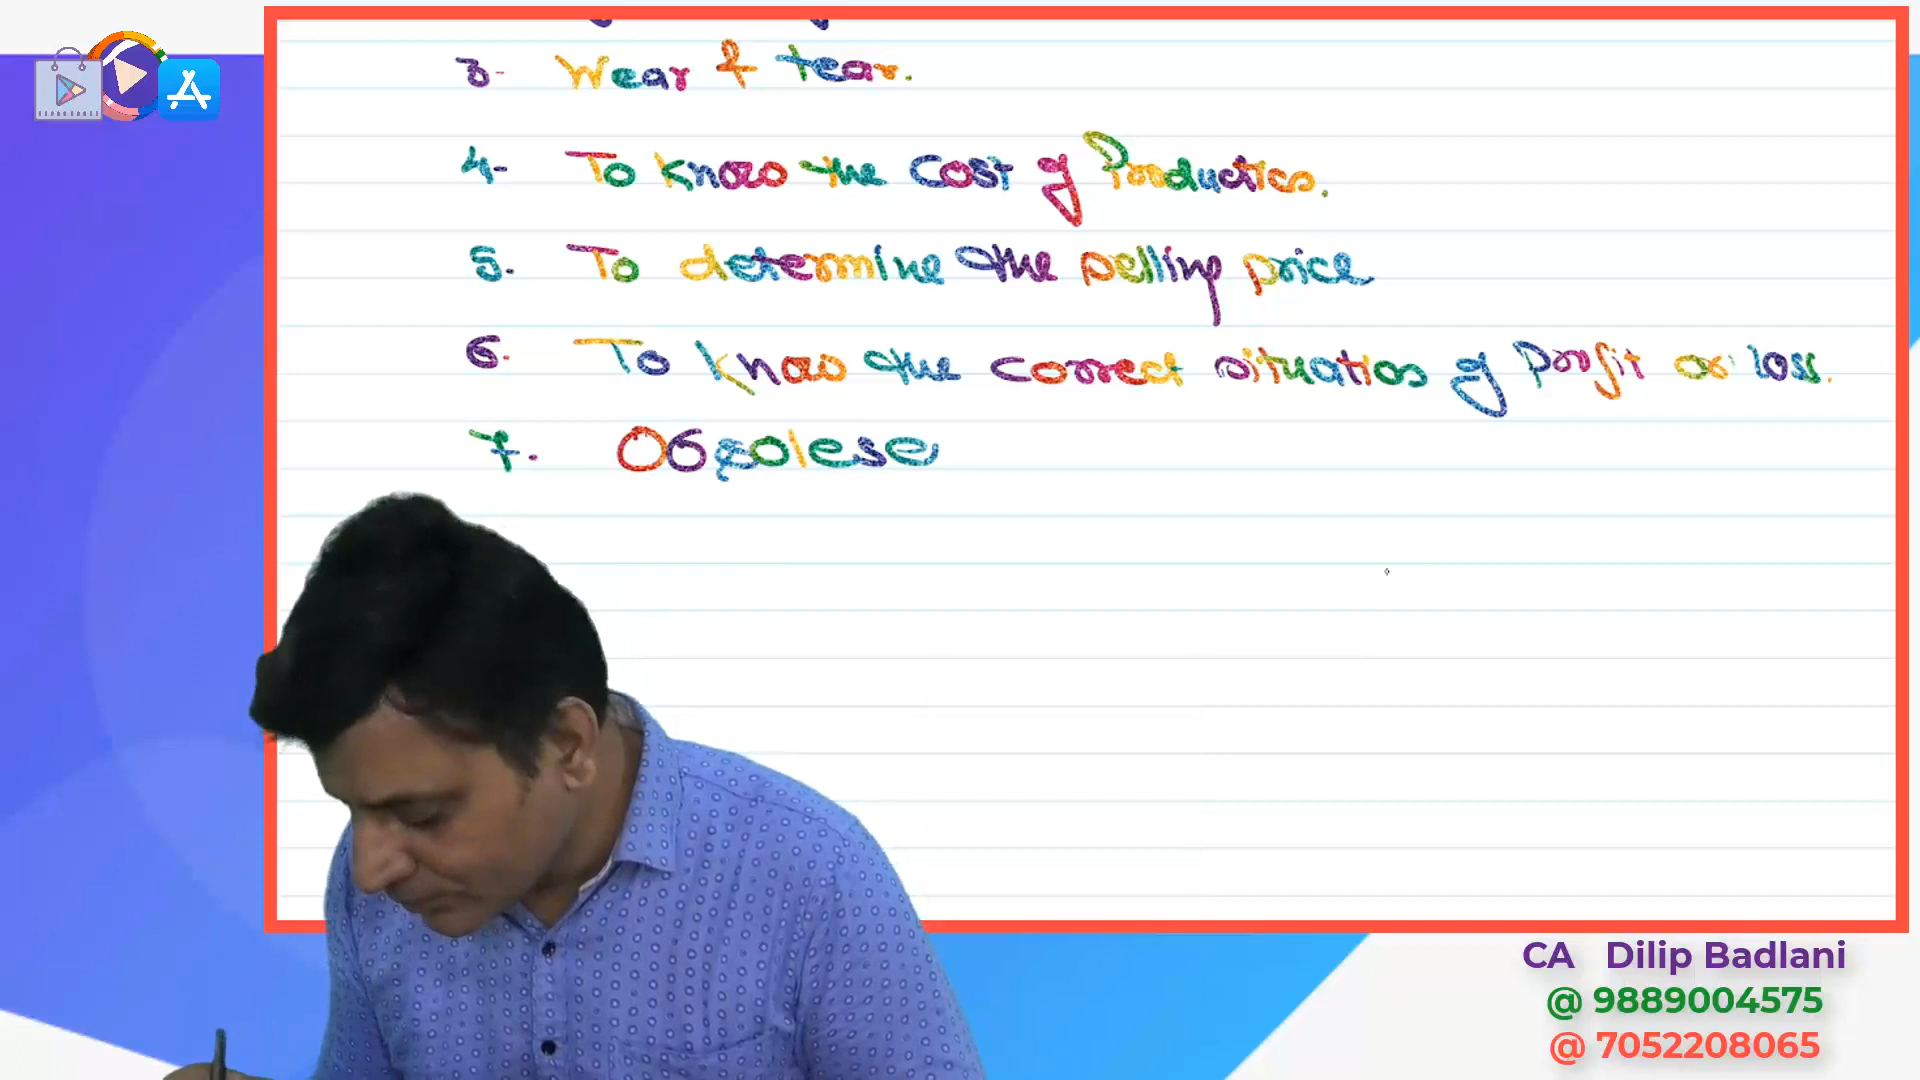 3- Wear & tear.
4- To know the cost of Production.
5. To determine the selling price
6. To know the correct situation of profit or loss.
7. Obsolese
CA Dilip Badlani
@ 9889004575
@ 7052208065